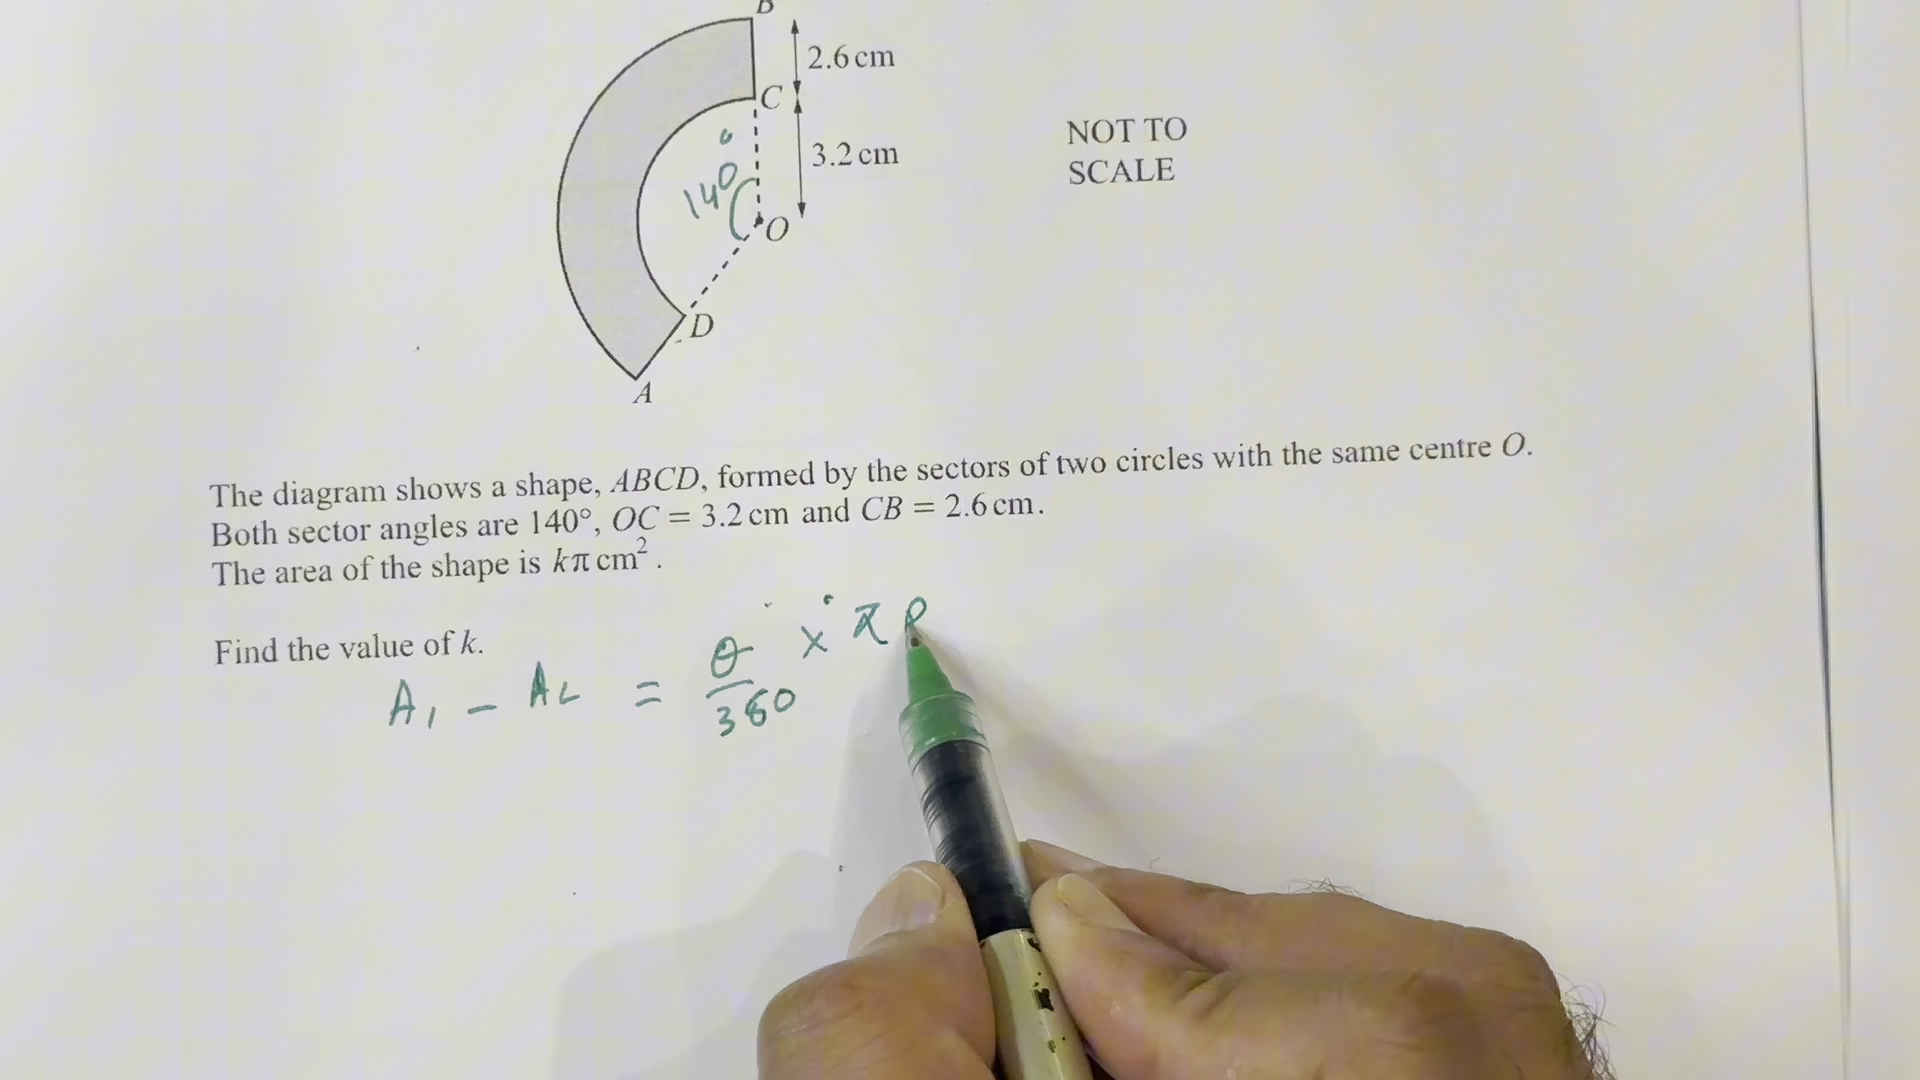 B
2.6 cm
C
3.2 cm
NOT TO
SCALE
140°
O
D
A
The diagram shows a shape, ABCD, formed by the sectors of two circles with the same centre O.
Both sector angles are 140°, OC = 3.2 cm and CB = 2.6 cm.
The area of the shape is kπ cm².
Find the value of k.
A₁ − A₂ = θ/360 × π R